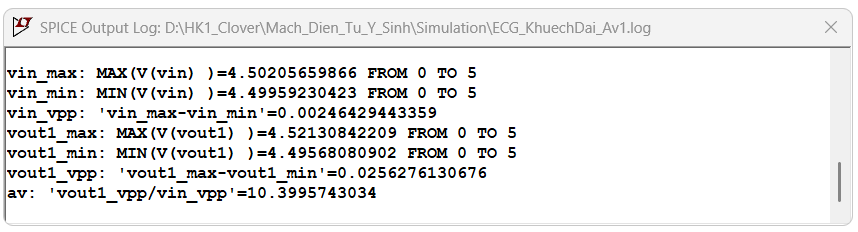 SPICE Output Log: D:\HK1_Clover\Mach_Dien_Tu_Y_Sinh\Simulation\ECG_KhuechDai_Av1.log
vin_max: MAX(V(vin) )=4.50205659866 FROM 0 TO 5
vin_min: MIN(V(vin) )=4.49959230423 FROM 0 TO 5
vin_vpp: 'vin_max-vin_min'=0.00246429443359
vout1_max: MAX(V(vout1) )=4.52130842209 FROM 0 TO 5
vout1_min: MIN(V(vout1) )=4.49568080902 FROM 0 TO 5
vout1_vpp: 'vout1_max-vout1_min'=0.0256276130676
av: 'vout1_vpp/vin_vpp'=10.3995743034